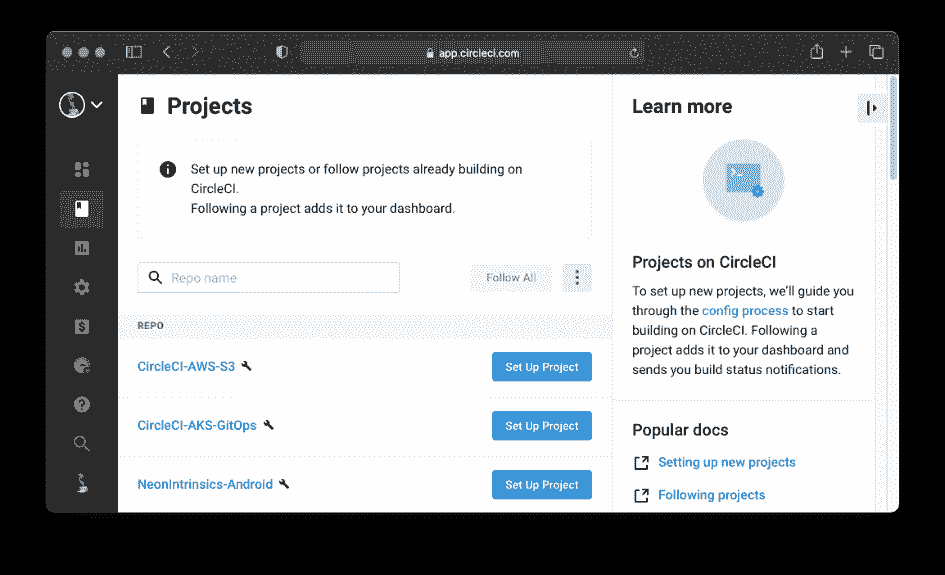 app.circleci.com
Projects
Set up new projects or follow projects already building on
CircleCI.
Following a project adds it to your dashboard.
Repo name
Follow All
REPO
CircleCI-AWS-S3
Set Up Project
CircleCI-AKS-GitOps
Set Up Project
NeonIntrinsics-Android
Set Up Project
Learn more
Projects on CircleCI
To set up new projects, we'll guide you
through the config process to start
building on CircleCI. Following a
project adds it to your dashboard and
sends you build status notifications.
Popular docs
Setting up new projects
Following projects